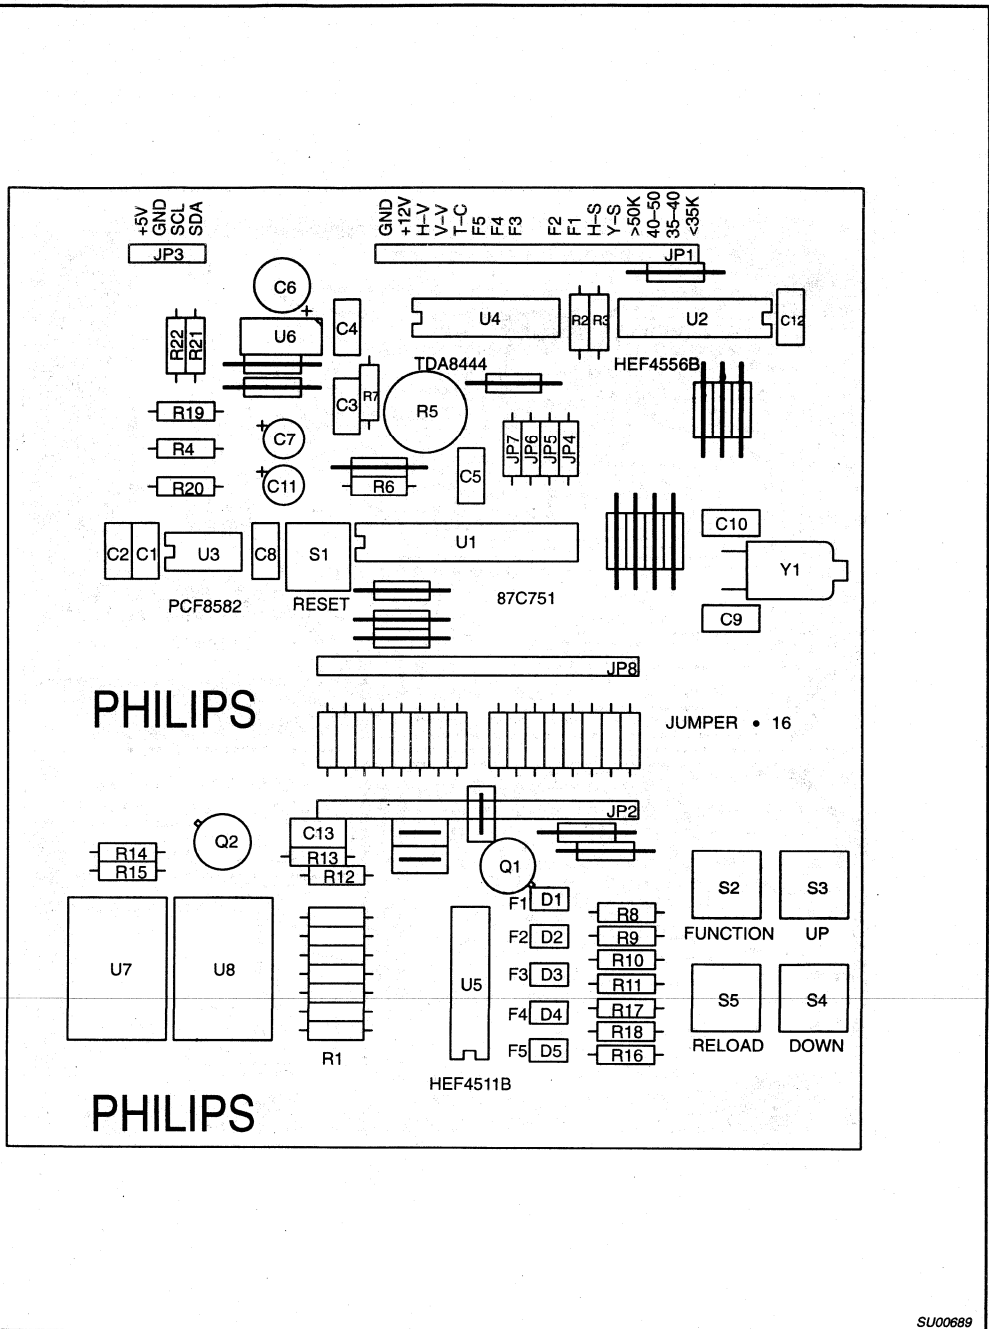 +5V
GND
SCL
SDA
GND
+12V
H–V
V–V
T–C
F5
F4
F3
F2
F1
H–S
Y–S
>50K
40–50
35–40
<35K
JP3
JP1
C6
+
U6
C4
U4
R2
R3
U2
C12
R22
R21
TDA8444
HEF4556B
C3
R7
R5
R19
+
C7
R4
JP7
JP6
JP5
JP4
+
C11
R6
C5
R20
C2
C1
U3
C8
S1
U1
C10
Y1
PCF8582
RESET
87C751
C9
JP8
PHILIPS
JUMPER • 16
JP2
C13
Q2
R14
R13
R15
R12
Q1
F1
D1
R8
S2
S3
F2
D2
R9
FUNCTION
UP
R10
U7
U8
F3
D3
U5
R11
S5
S4
F4
D4
R17
R18
RELOAD
DOWN
F5
D5
R16
R1
HEF4511B
PHILIPS
SU00689